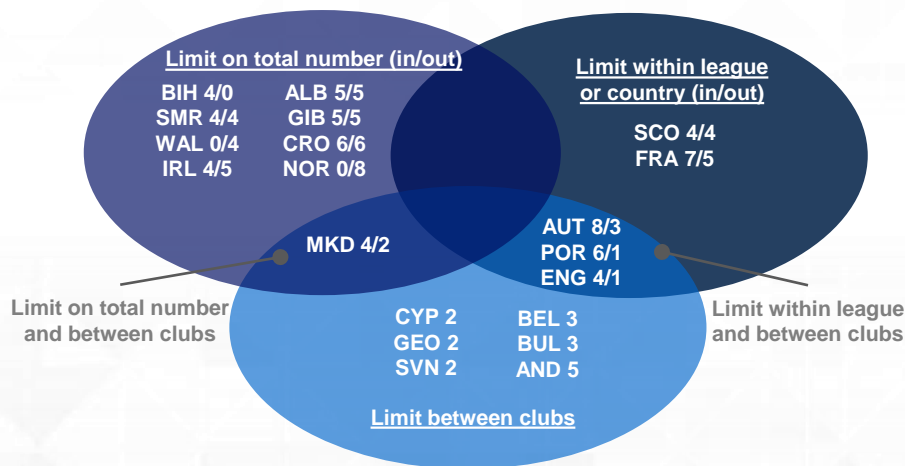 Limit on total number (in/out)
BIH 4/0
SMR 4/4
WAL 0/4
IRL 4/5
ALB 5/5
GIB 5/5
CRO 6/6
NOR 0/8
Limit within league
or country (in/out)
SCO 4/4
FRA 7/5
MKD 4/2
AUT 8/3
POR 6/1
ENG 4/1
Limit on total number
and between clubs
Limit within league
and between clubs
CYP 2
GEO 2
SVN 2
BEL 3
BUL 3
AND 5
Limit between clubs